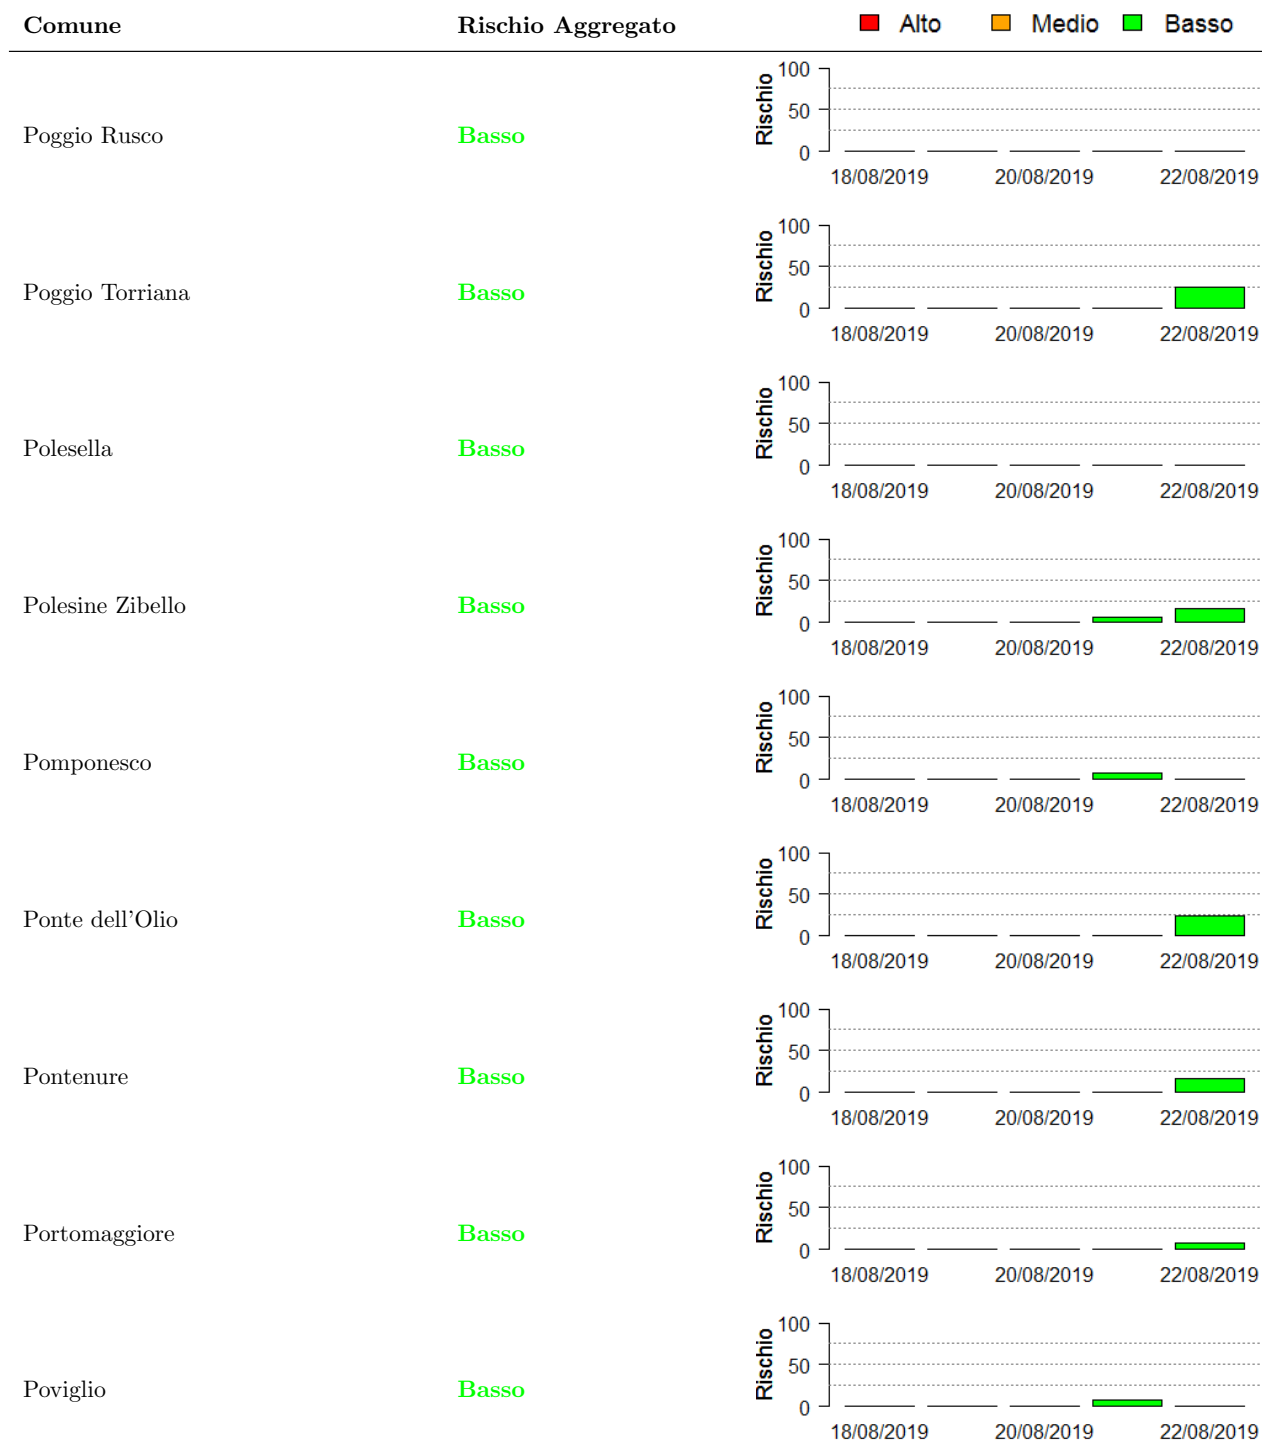 Comune Rischio Aggregato Alto Medio Basso
100
50
0
Rischio
Poggio Rusco Basso
18/08/2019 20/08/2019 22/08/2019
100
50
0
Rischio
Poggio Torriana Basso
18/08/2019 20/08/2019 22/08/2019
100
50
0
Rischio
Polesella Basso
18/08/2019 20/08/2019 22/08/2019
100
50
0
Rischio
Polesine Zibello Basso
18/08/2019 20/08/2019 22/08/2019
100
50
0
Rischio
Pomponesco Basso
18/08/2019 20/08/2019 22/08/2019
100
50
0
Rischio
Ponte dell'Olio Basso
18/08/2019 20/08/2019 22/08/2019
100
50
0
Rischio
Pontenure Basso
18/08/2019 20/08/2019 22/08/2019
100
50
0
Rischio
Portomaggiore Basso
18/08/2019 20/08/2019 22/08/2019
100
50
0
Rischio
Poviglio Basso
18/08/2019 20/08/2019 22/08/2019